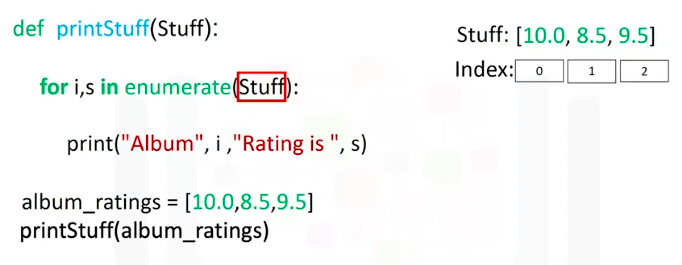 def printStuff(Stuff):
for i,s in enumerate(Stuff):
print("Album", i ,"Rating is ", s)
album_ratings = [10.0,8.5,9.5]
printStuff(album_ratings)
Stuff: [10.0, 8.5, 9.5]
Index: 0 1 2